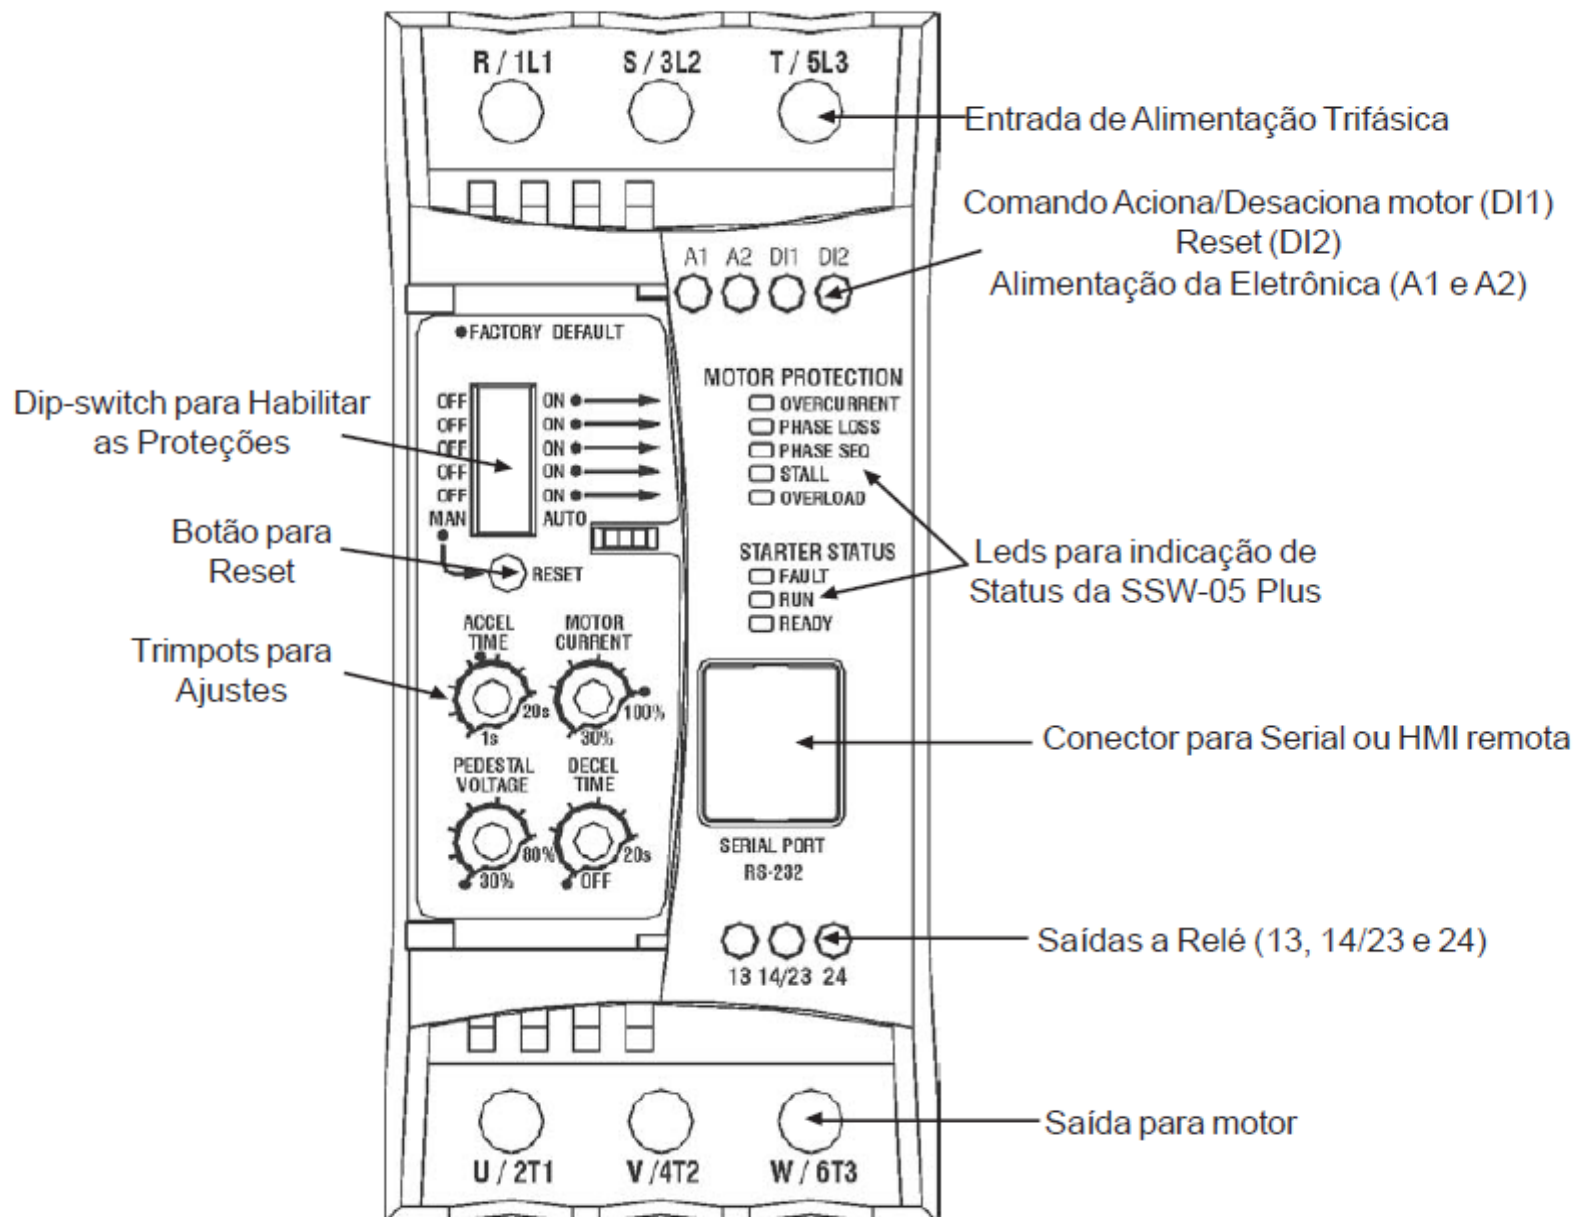 R / 1L1 S / 3L2 T / 5L3
Entrada de Alimentação Trifásica
Comando Aciona/Desaciona motor (DI1)
Reset (DI2)
Alimentação da Eletrônica (A1 e A2)
A1 A2 DI1 DI2
FACTORY DEFAULT
Dip-switch para Habilitar
as Proteções
OFF ON
OFF ON
OFF ON
OFF ON
OFF ON
MAN AUTO
MOTOR PROTECTION
OVERCURRENT
PHASE LOSS
PHASE SEQ
STALL
OVERLOAD
Botão para
Reset
RESET
STARTER STATUS
FAULT
RUN
READY
Leds para indicação de
Status da SSW-05 Plus
Trimpots para
Ajustes
ACCEL
TIME
20s
1s
MOTOR
CURRENT
100%
30%
PEDESTAL
VOLTAGE
80%
30%
DECEL
TIME
20s
OFF
Conector para Serial ou HMI remota
SERIAL PORT
RS-232
Saídas a Relé (13, 14/23 e 24)
13 14/23 24
Saída para motor
U / 2T1 V /4T2 W / 6T3